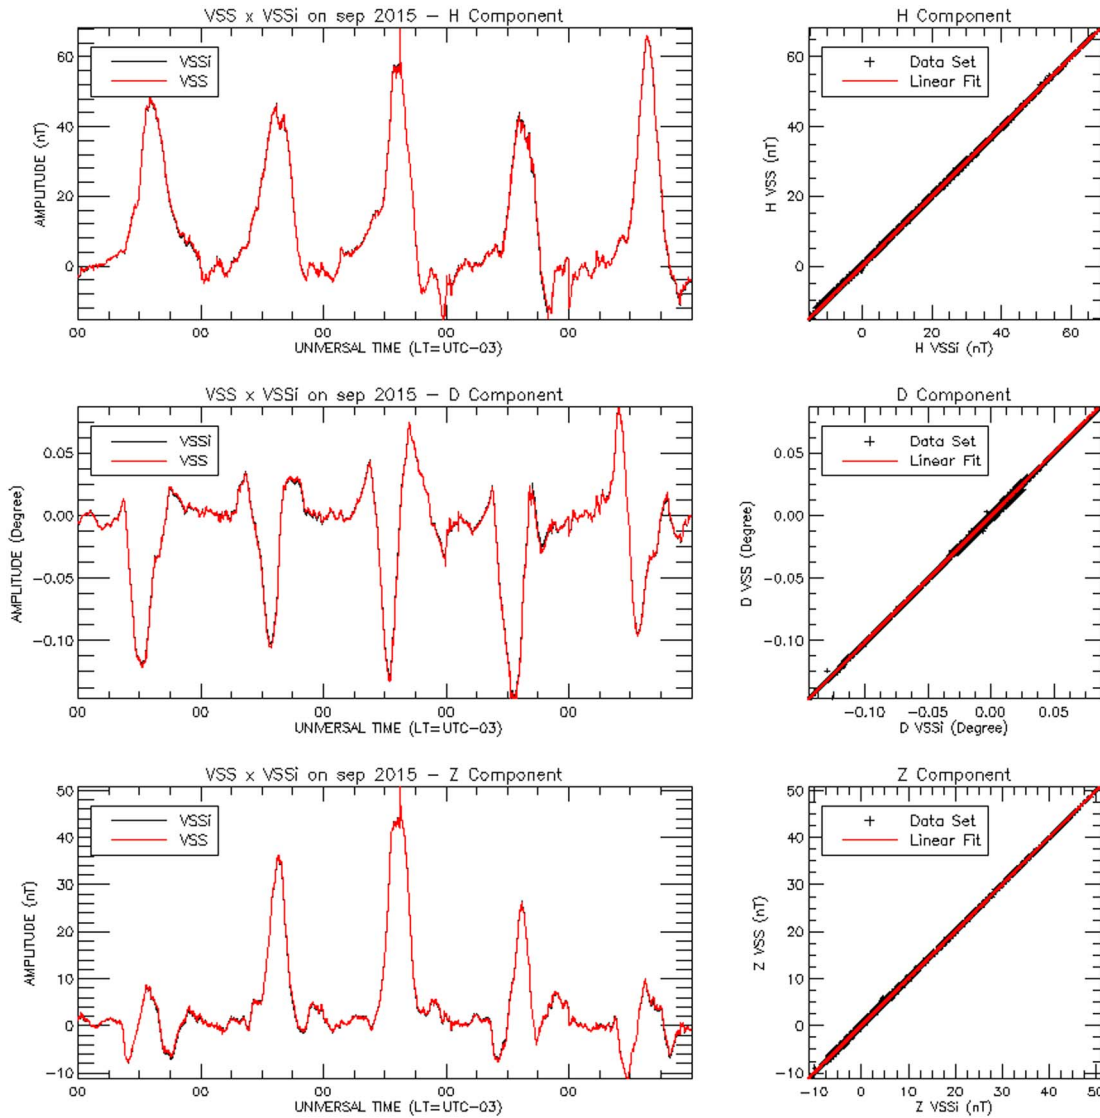 VSS x VSSi on sep 2015 – H Component
VSSi
VSS
AMPLITUDE (nT)
60
40
20
0
00 00 00 00 00
UNIVERSAL TIME (LT=UTC-03)
H Component
Data Set
Linear Fit
H VSS (nT)
60
40
20
0
0 20 40 60
H VSSi (nT)
VSS x VSSi on sep 2015 – D Component
VSSi
VSS
AMPLITUDE (Degree)
0.05
0.00
-0.05
-0.10
00 00 00 00 00
UNIVERSAL TIME (LT=UTC-03)
D Component
Data Set
Linear Fit
D VSS (Degree)
0.05
0.00
-0.05
-0.10
-0.10 0.00 0.05
D VSSi (Degree)
VSS x VSSi on sep 2015 – Z Component
VSSi
VSS
AMPLITUDE (nT)
50
40
30
20
10
0
-10
00 00 00 00 00
UNIVERSAL TIME (LT=UTC-03)
Z Component
Data Set
Linear Fit
Z VSS (nT)
50
40
30
20
10
0
-10
-10 0 10 20 30 40 50
Z VSSi (nT)